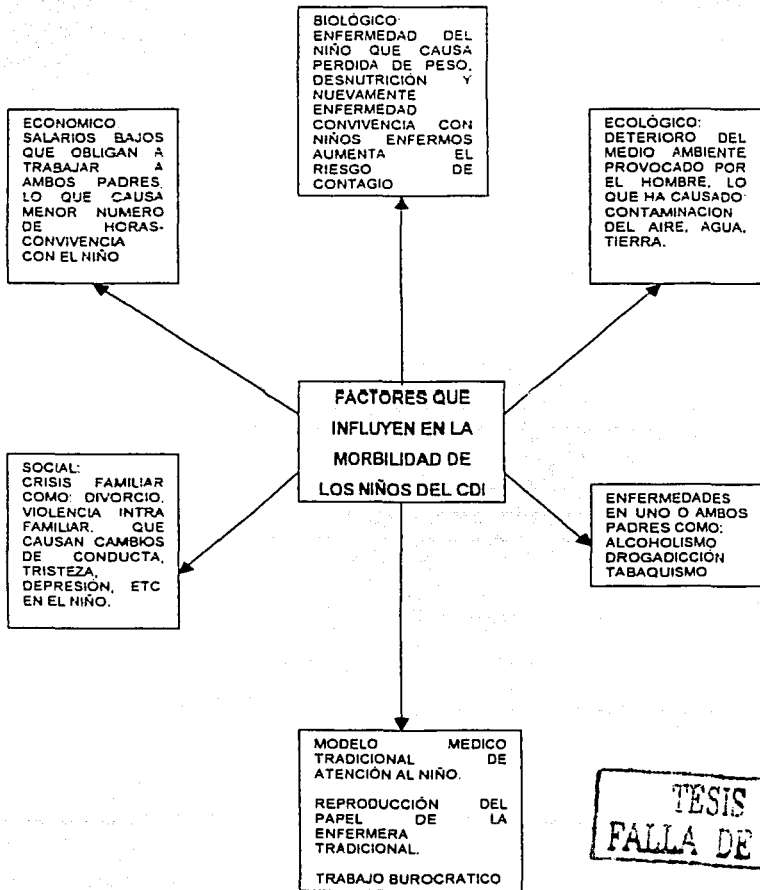 BIOLÓGICO:
ENFERMEDAD DEL
NIÑO QUE CAUSA
PERDIDA DE PESO,
DESNUTRICIÓN Y
NUEVAMENTE
ENFERMEDAD
CONVIVENCIA CON
NIÑOS ENFERMOS
AUMENTA EL
RIESGO DE
CONTAGIO
ECONOMICO
SALARIOS BAJOS
QUE OBLIGAN A
TRABAJAR A
AMBOS PADRES,
LO QUE CAUSA
MENOR NUMERO
DE HORAS-
CONVIVENCIA
CON EL NIÑO
ECOLÓGICO:
DETERIORO DEL
MEDIO AMBIENTE
PROVOCADO POR
EL HOMBRE, LO
QUE HA CAUSADO
CONTAMINACION
DEL AIRE, AGUA,
TIERRA.
FACTORES QUE
INFLUYEN EN LA
MORBILIDAD DE
LOS NIÑOS DEL CDI
SOCIAL:
CRISIS FAMILIAR
COMO: DIVORCIO,
VIOLENCIA INTRA
FAMILIAR, QUE
CAUSAN CAMBIOS
DE CONDUCTA,
TRISTEZA,
DEPRESIÓN, ETC
EN EL NIÑO.
ENFERMEDADES
EN UNO O AMBOS
PADRES COMO:
ALCOHOLISMO
DROGADICCIÓN
TABAQUISMO
MODELO MEDICO
TRADICIONAL DE
ATENCIÓN AL NIÑO.
REPRODUCCIÓN DEL
PAPEL DE LA
ENFERMERA
TRADICIONAL.
TRABAJO BUROCRATICO
TESIS
FALLA DE